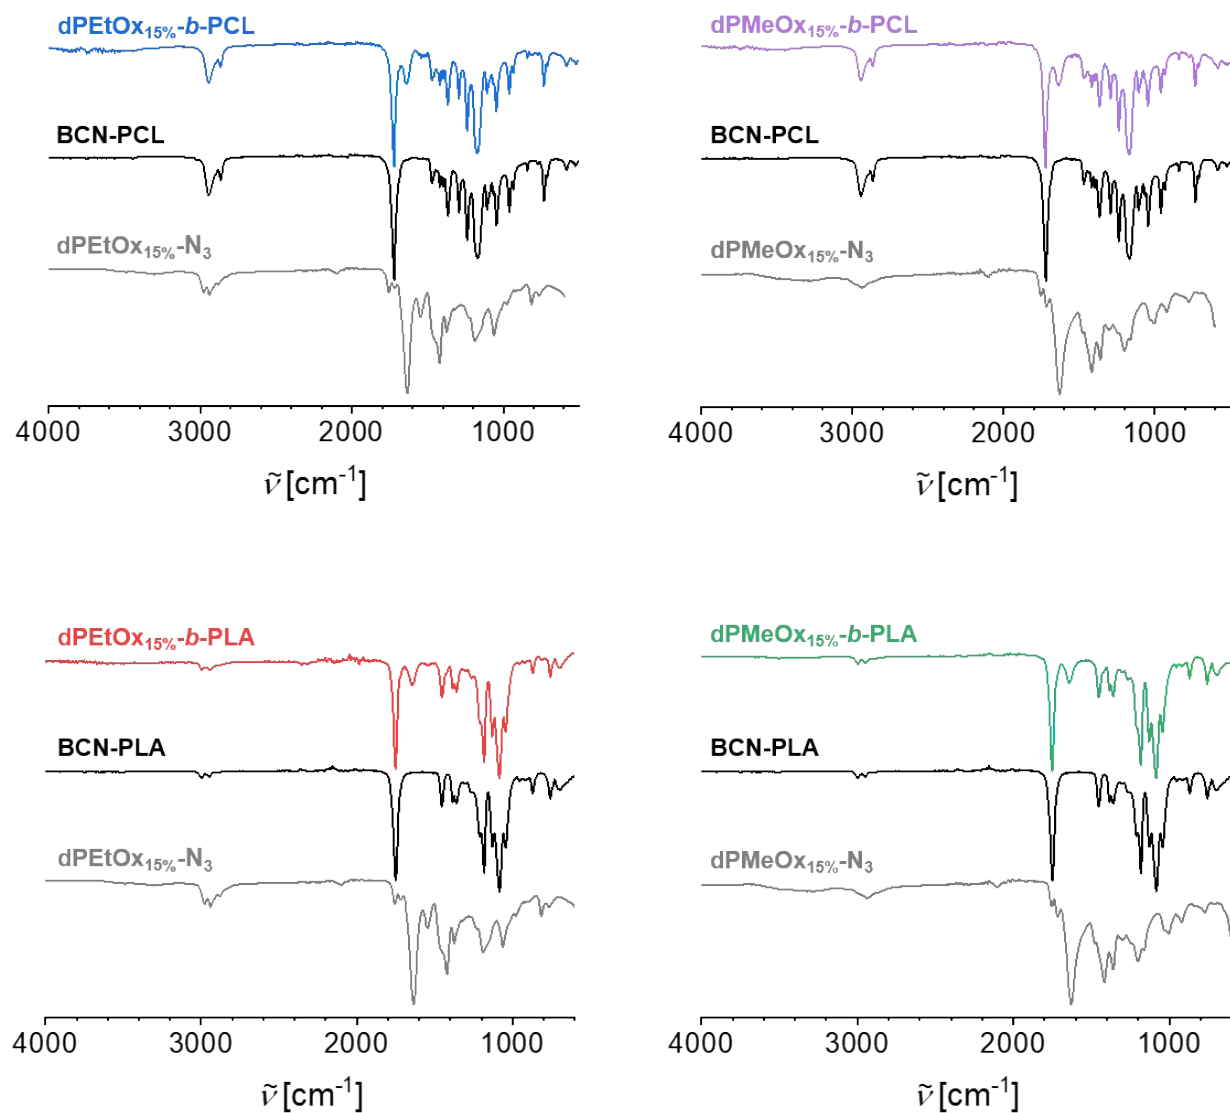 dPEtOx15%-b-PCL
BCN-PCL
dPEtOx15%-N3
4000 3000 2000 1000
ν̃ [cm-1]
dPMeOx15%-b-PCL
BCN-PCL
dPMeOx15%-N3
4000 3000 2000 1000
ν̃ [cm-1]
dPEtOx15%-b-PLA
BCN-PLA
dPEtOx15%-N3
4000 3000 2000 1000
ν̃ [cm-1]
dPMeOx15%-b-PLA
BCN-PLA
dPMeOx15%-N3
4000 3000 2000 1000
ν̃ [cm-1]